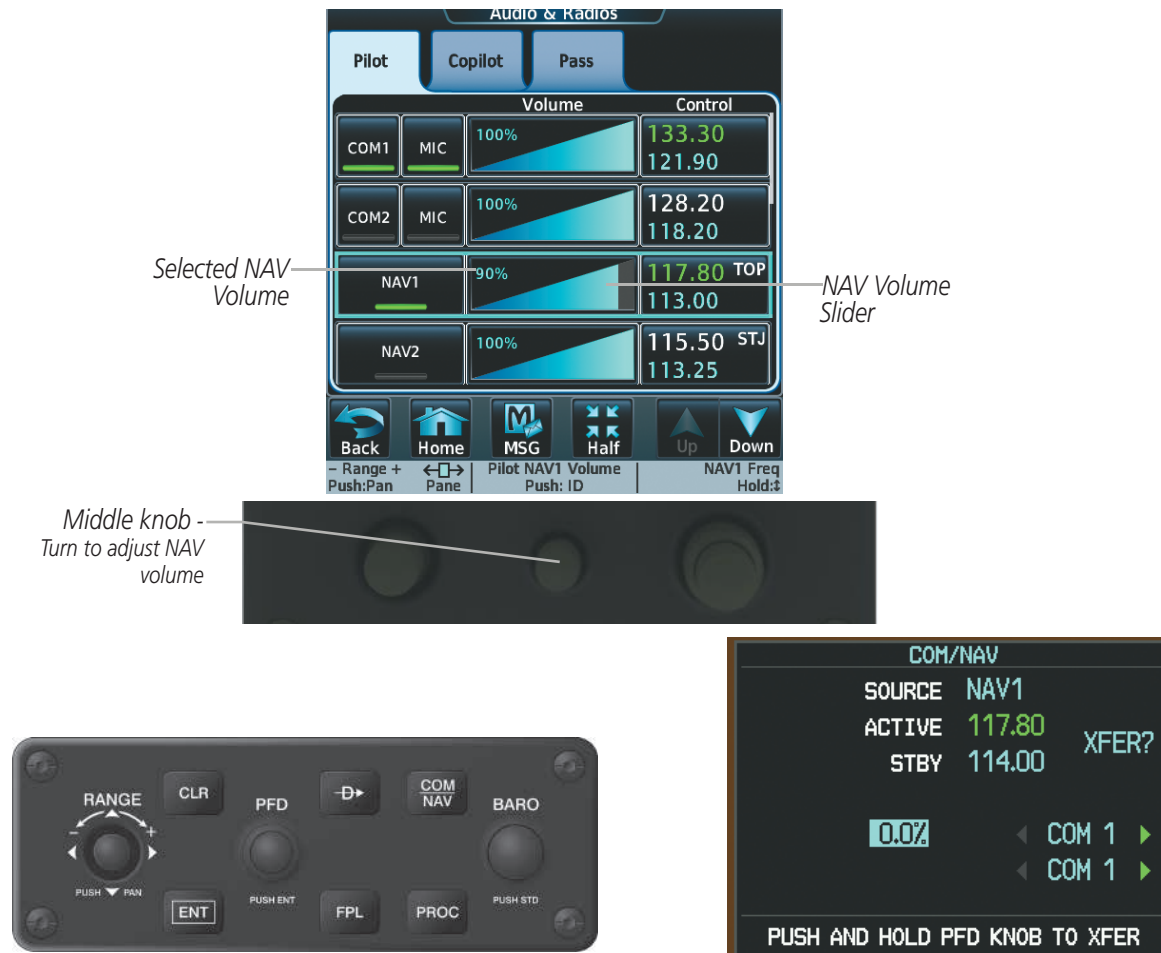 Audio & Radios
Pilot
Copilot
Pass
Volume
Control
COM1
MIC
100%
133.30
121.90
COM2
MIC
100%
128.20
118.20
Selected NAV
Volume
NAV1
90%
117.80 TOP
113.00
NAV Volume
Slider
NAV2
100%
115.50 STJ
113.25
Back
Home
MSG
Half
Up
Down
– Range +
Push:Pan
Pane
Pilot NAV1 Volume
Push: ID
NAV1 Freq
Hold:↕
Middle knob -
Turn to adjust NAV
volume
RANGE
- +
PUSH PAN
CLR
ENT
PFD
PUSH ENT
D
FPL
COM
NAV
PROC
BARO
PUSH STD
COM/NAV
SOURCE NAV1
ACTIVE 117.80
XFER?
STBY 114.00
0.0%
COM 1
COM 1
PUSH AND HOLD PFD KNOB TO XFER